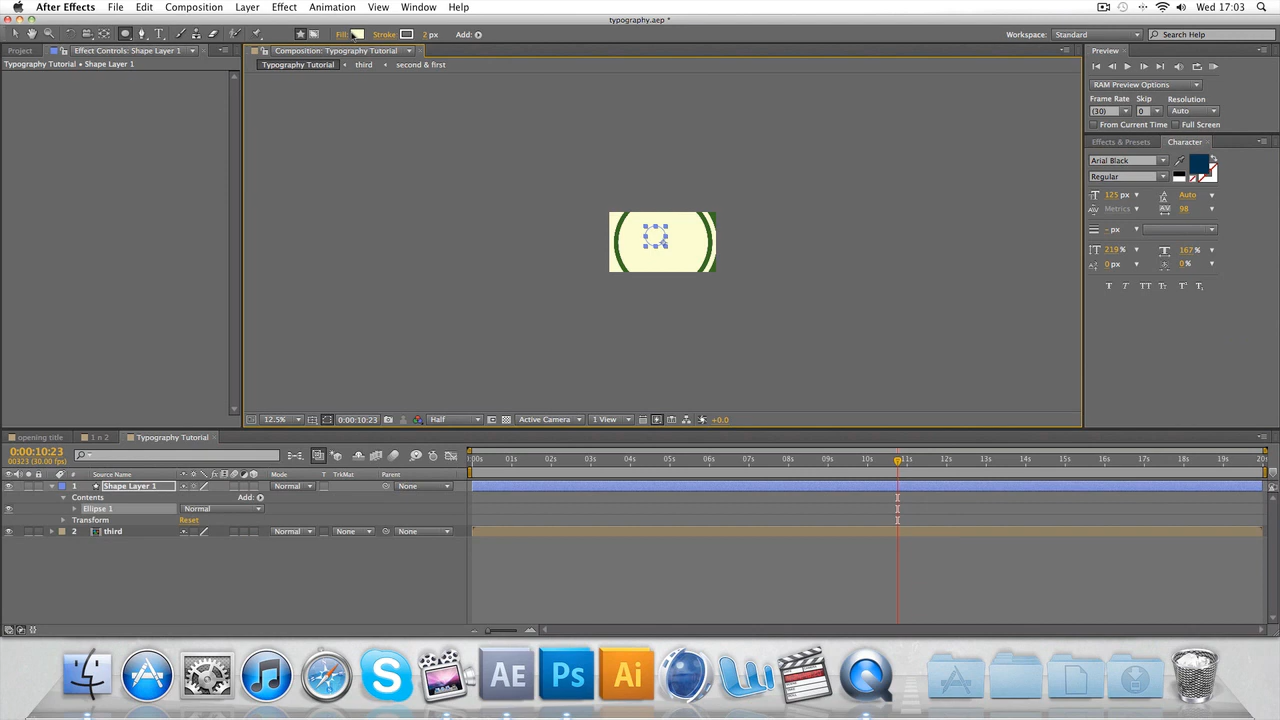 After Effects File Edit Composition Layer Effect Animation View Window Help Wed 17:03
typography.aep *
Fill: Stroke: 2 px Add: Workspace: Standard Search Help
Project Effect Controls: Shape Layer 1 Composition: Typography Tutorial Preview
Typography Tutorial • Shape Layer 1 Typography Tutorial third second & first
RAM Preview Options
Frame Rate Skip Resolution
(30) 0 Auto
From Current Time Full Screen
Effects & Presets Character
Arial Black
Regular
125 px Auto
Metrics 98
- px
219 % 167 %
0 px 0 %
T T TT Tt T' T,
12.5% 0:00:10:23 Half Active Camera 1 View +0.0
opening title 1 n 2 Typography Tutorial
0:00:10:23
00323 (30.00 fps)
# Source Name Mode TrkMat Parent
:00s 01s 02s 03s 04s 05s 06s 07s 08s 09s 10s 11s 12s 13s 14s 15s 16s 17s 18s 19s 20s
1 Shape Layer 1 Normal None
Contents Add:
Ellipse 1 Normal
Transform Reset
2 third Normal None None
AE Ps Ai